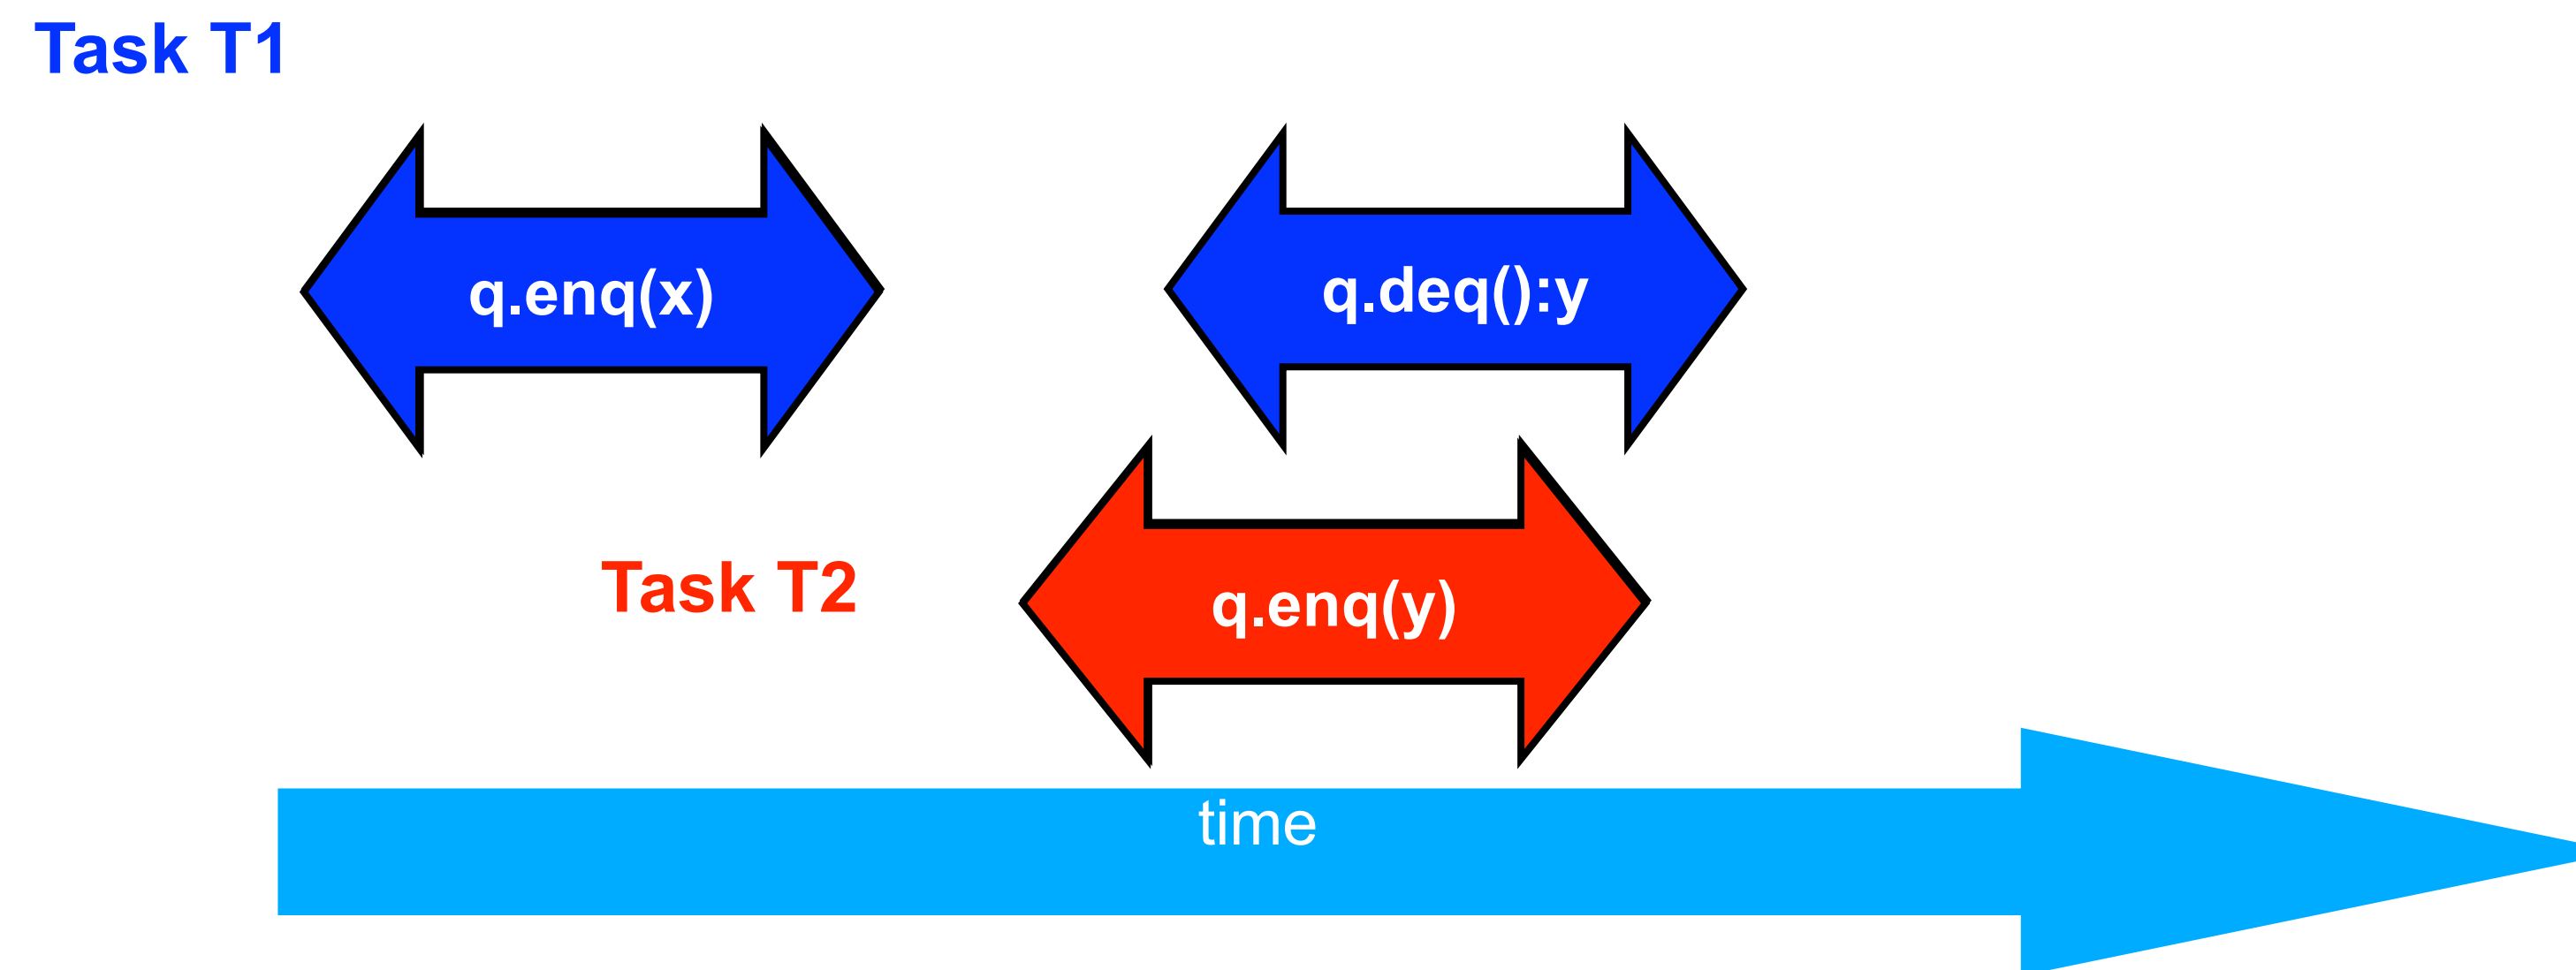 Task T1
q.enq(x)
q.deq():y
Task T2
q.enq(y)
time